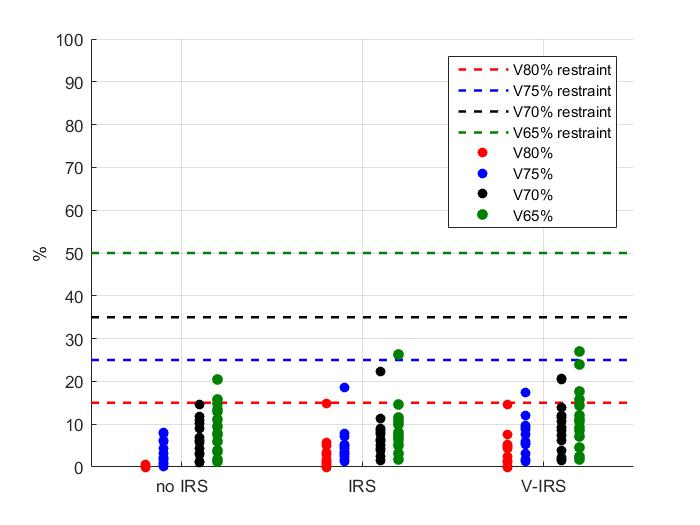 100
90
80
70
60
50
40
30
20
10
0
%
no IRS
IRS
V-IRS
V80% restraint
V75% restraint
V70% restraint
V65% restraint
V80%
V75%
V70%
V65%